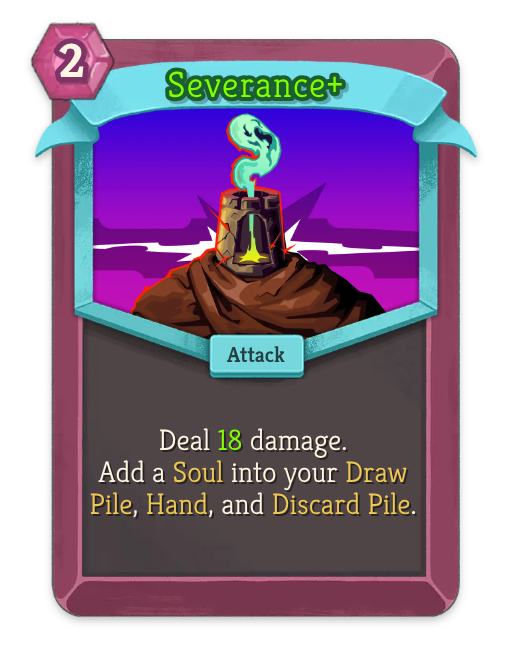 2
Severance+
Attack
Deal 18 damage.
Add a Soul into your Draw
Pile, Hand, and Discard Pile.